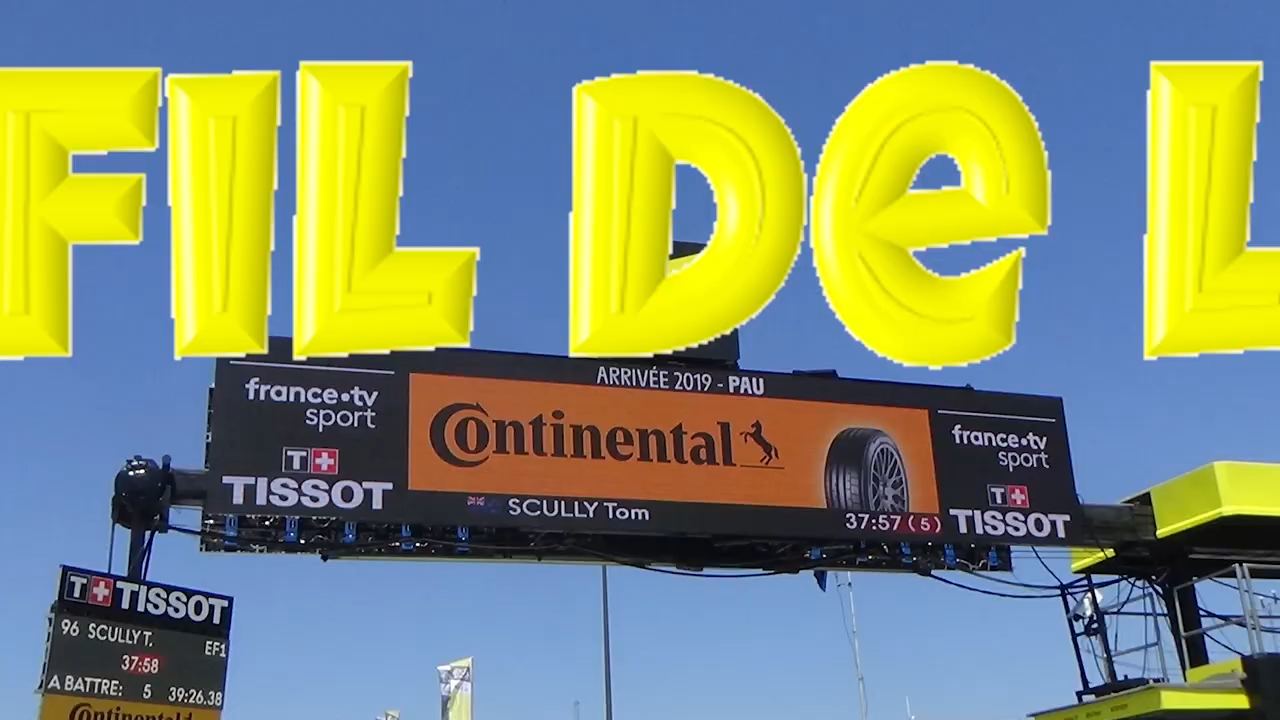 FIL De L
ARRIVÉE 2019 - PAU
france•tv
sport
T+
TISSOT
Continental
SCULLY Tom
37:57 (5)
france•tv
sport
T+
TISSOT
T+ TISSOT
96 SCULLY T. EF1
37:58
A BATTRE: 5 39:26.38
Continental